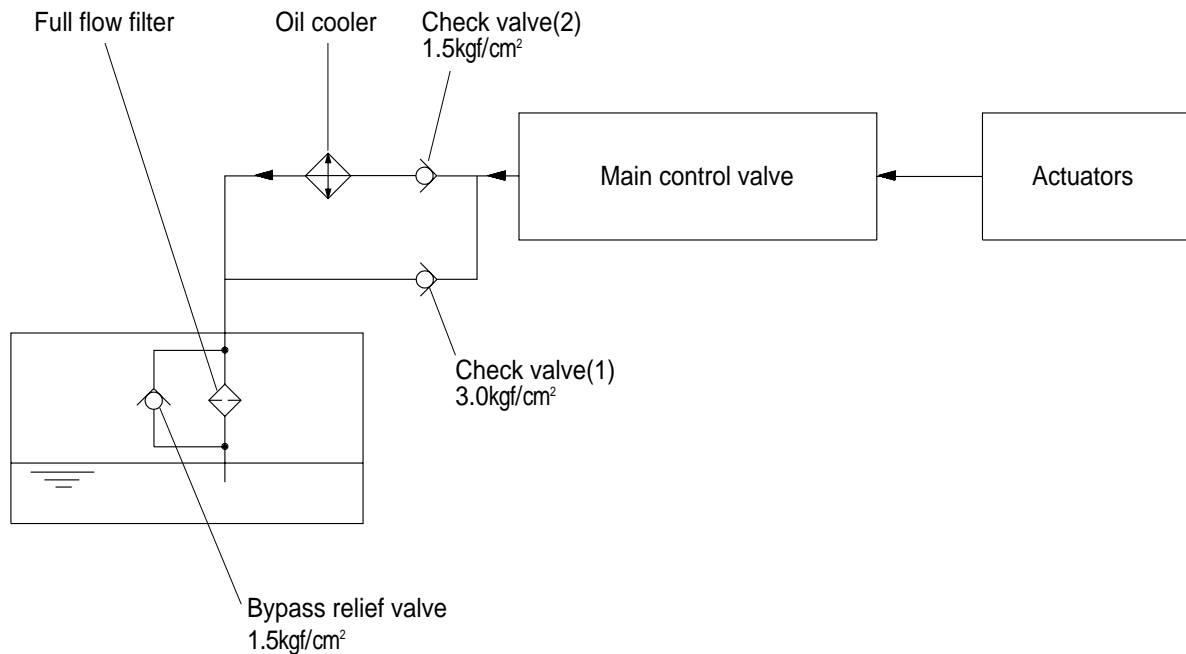 Full flow filter
Oil cooler
Check valve(2)
1.5kgf/cm²
Main control valve
Actuators
Check valve(1)
3.0kgf/cm²
Bypass relief valve
1.5kgf/cm²